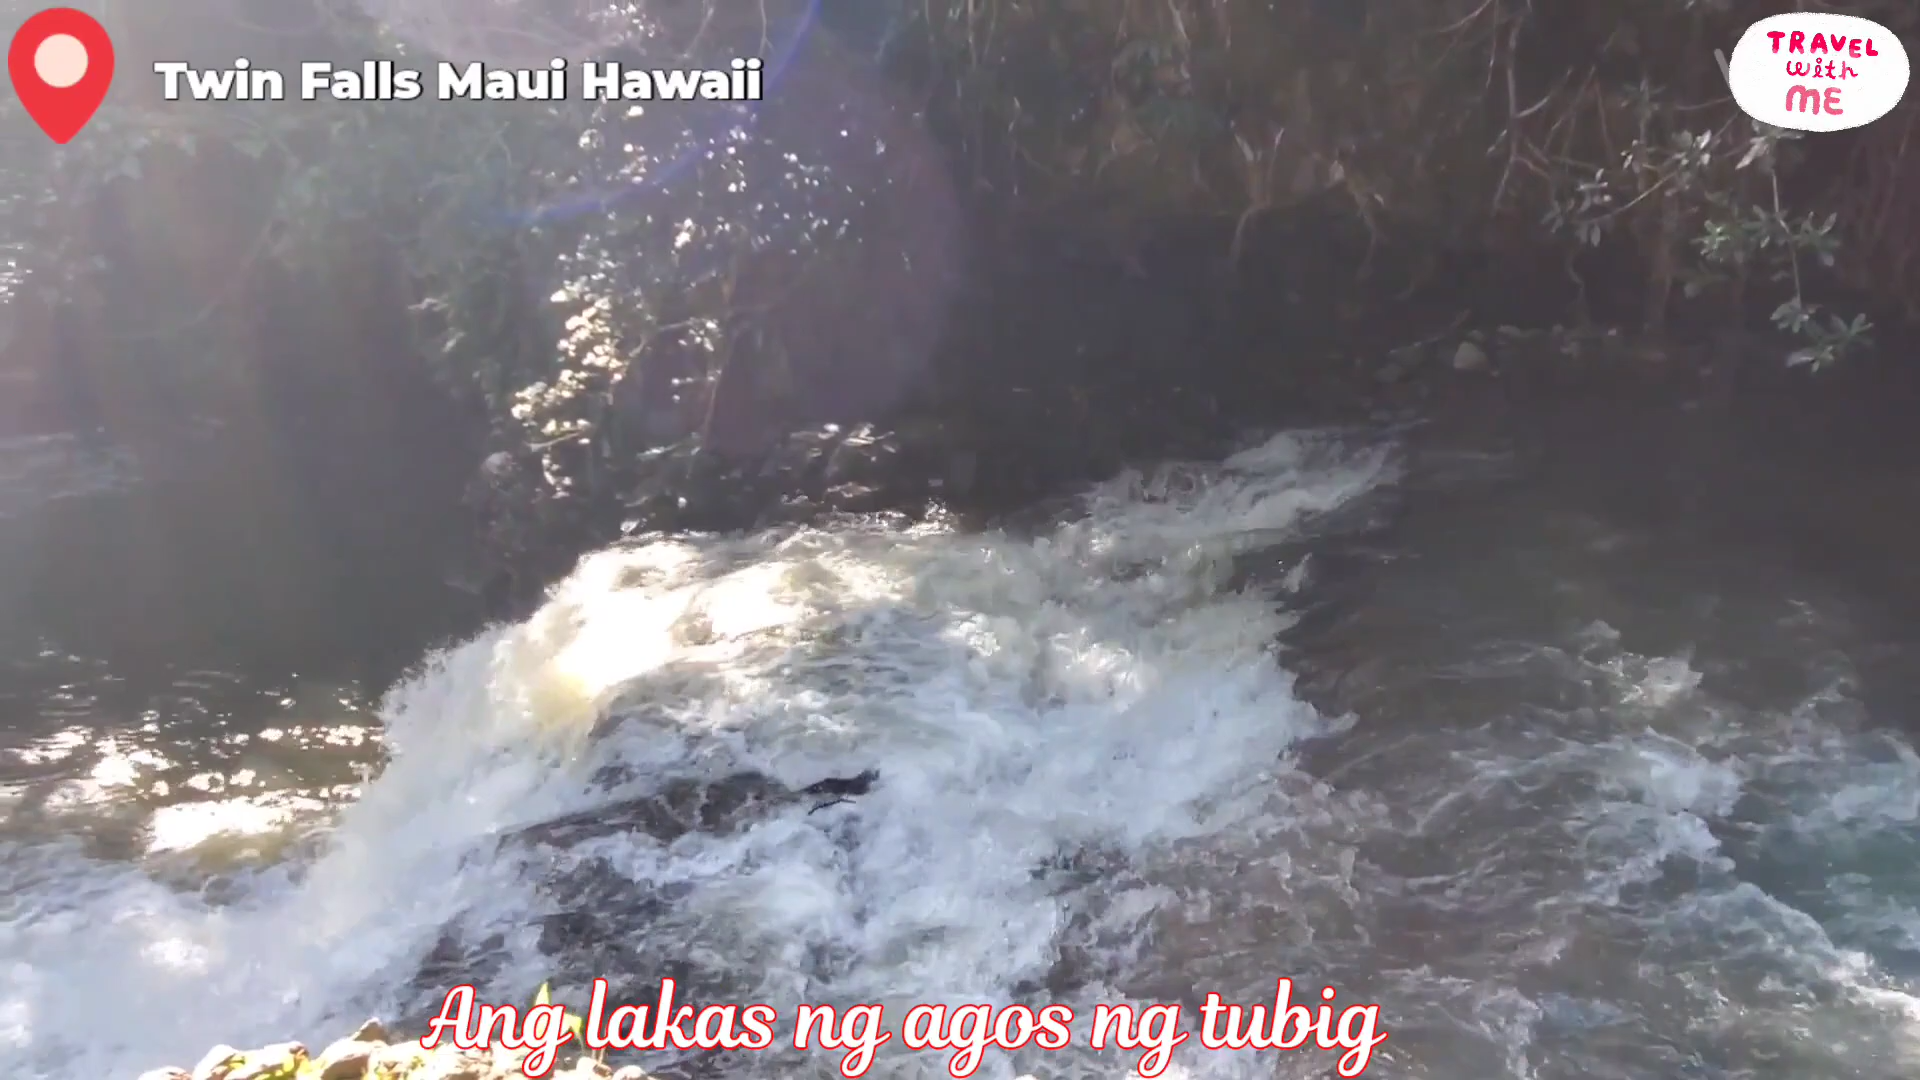 Twin Falls Maui Hawaii
TRAVEL
with
ME
Ang lakas ng agos ng tubig